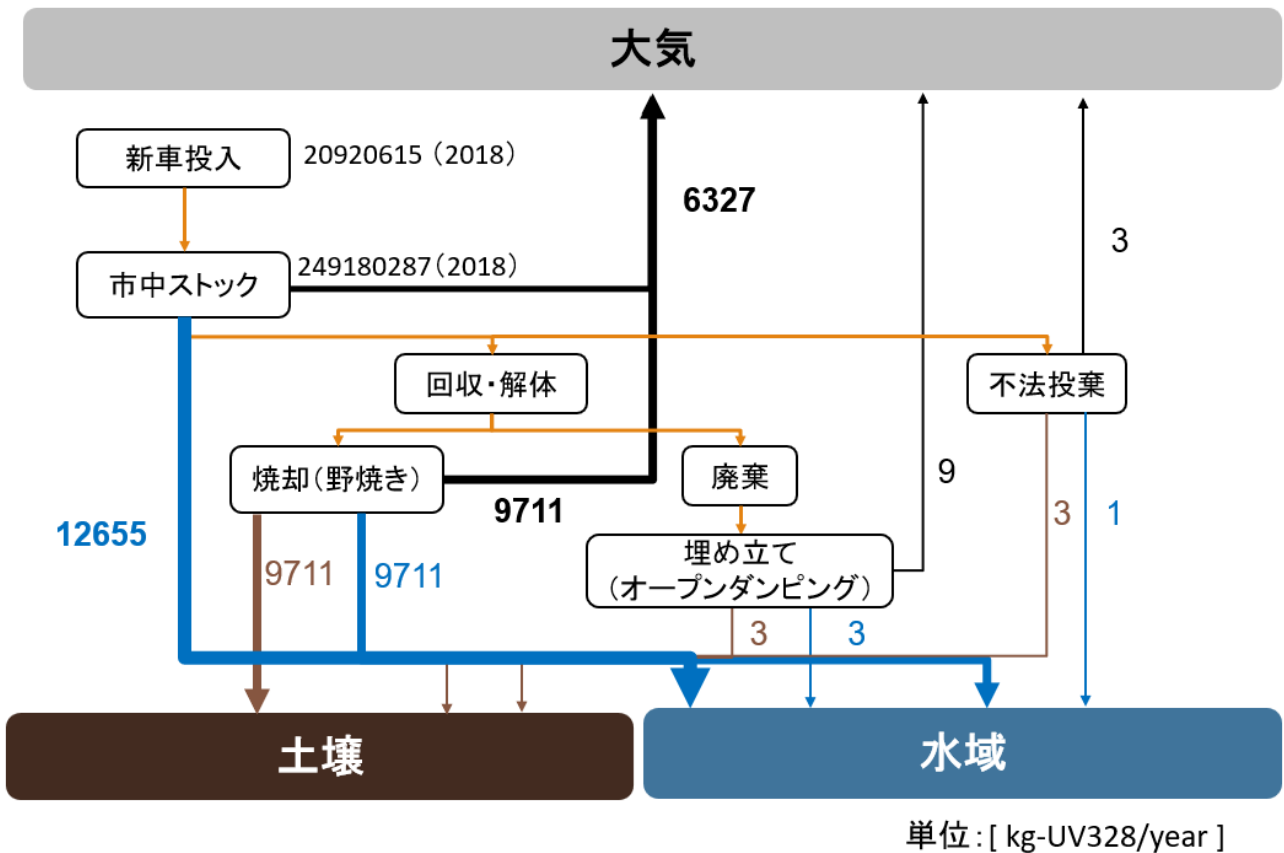 大気
新車投入
20920615（2018）
6327
3
市中ストック
249180287（2018）
回収・解体
不法投棄
焼却（野焼き）
廃棄
9
9711
3
1
12655
埋め立て
（オープンダンピング）
9711
9711
3
3
土壌
水域
単位：[ kg-UV328/year ]